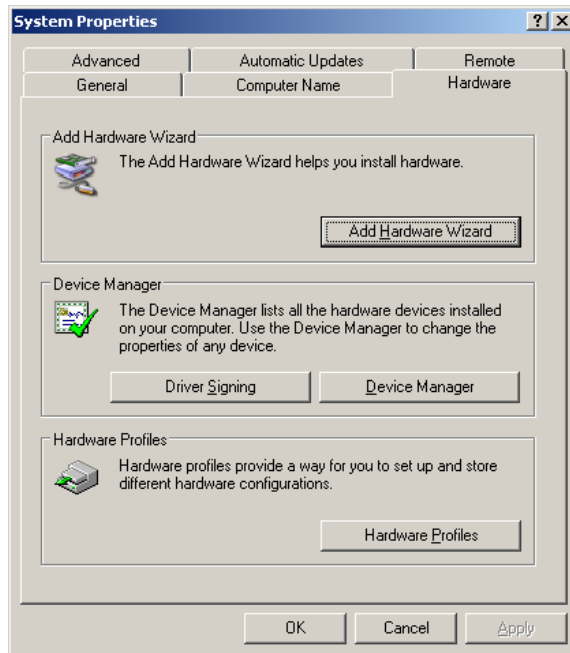 System Properties
Advanced Automatic Updates Remote
General Computer Name Hardware
Add Hardware Wizard
The Add Hardware Wizard helps you install hardware.
Add Hardware Wizard
Device Manager
The Device Manager lists all the hardware devices installed
on your computer. Use the Device Manager to change the
properties of any device.
Driver Signing Device Manager
Hardware Profiles
Hardware profiles provide a way for you to set up and store
different hardware configurations.
Hardware Profiles
OK Cancel Apply